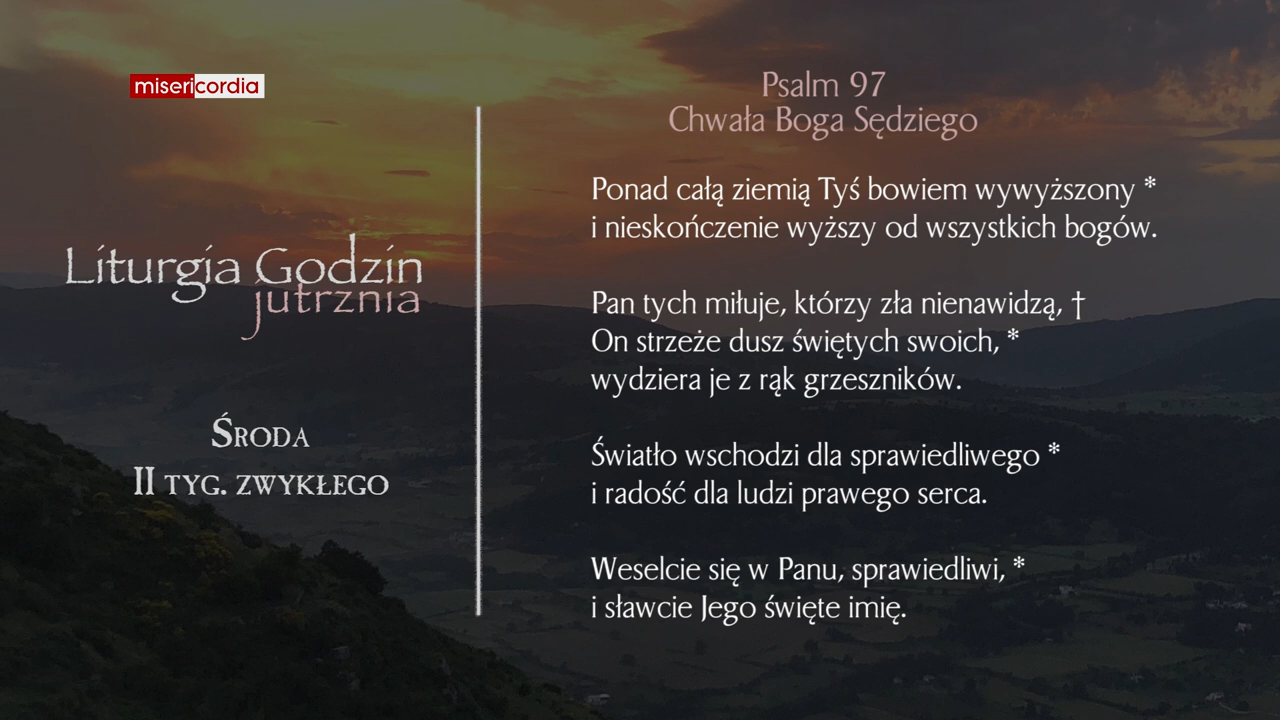 misericordia
Liturgia Godzin
jutrznia
Środa
II tyg. zwykłego
Psalm 97
Chwała Boga Sędziego
Ponad całą ziemią Tyś bowiem wywyższony *
i nieskończenie wyższy od wszystkich bogów.
Pan tych miłuje, którzy zła nienawidzą, †
On strzeże dusz świętych swoich, *
wydziera je z rąk grzeszników.
Światło wschodzi dla sprawiedliwego *
i radość dla ludzi prawego serca.
Weselcie się w Panu, sprawiedliwi, *
i sławcie Jego święte imię.